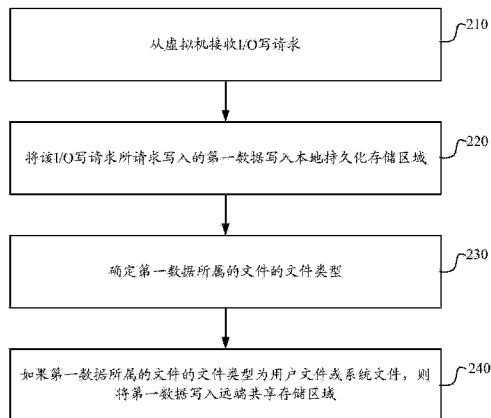 从虚拟机接收I/O写请求
210
将该I/O写请求所请求写入的第一数据写入本地持久化存储区域
220
确定第一数据所属的文件的文件类型
230
如果第一数据所属的文件的文件类型为用户文件或系统文件，则
将第一数据写入远端共享存储区域
240